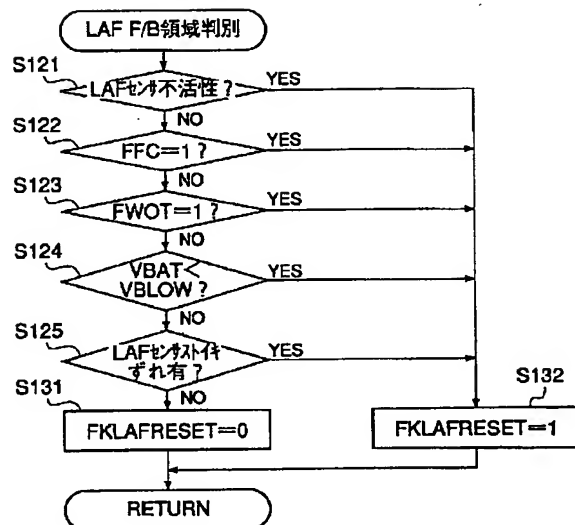 LAF F/B領域判別
S121
LAFセンサ不活性?
YES
NO
S122
FFC=1?
YES
NO
S123
FWOT=1?
YES
NO
S124
VBAT<
VBLOW?
YES
NO
S125
LAFセンサストイキ
ずれ有?
YES
NO
S131
FKLAFRESET=0
S132
FKLAFRESET=1
RETURN